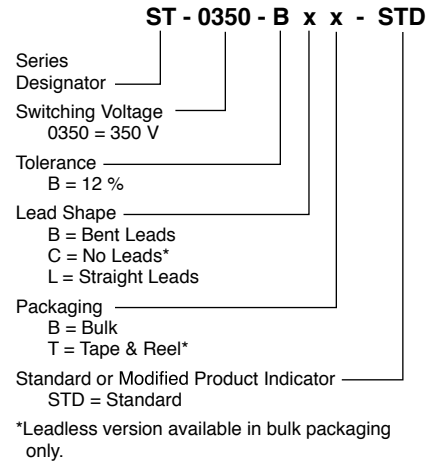 ST - 0350 - B x x - STD
Series
Designator
Switching Voltage
0350 = 350 V
Tolerance
B = 12 %
Lead Shape
B = Bent Leads
C = No Leads*
L = Straight Leads
Packaging
B = Bulk
T = Tape & Reel*
Standard or Modified Product Indicator
STD = Standard
*Leadless version available in bulk packaging
only.